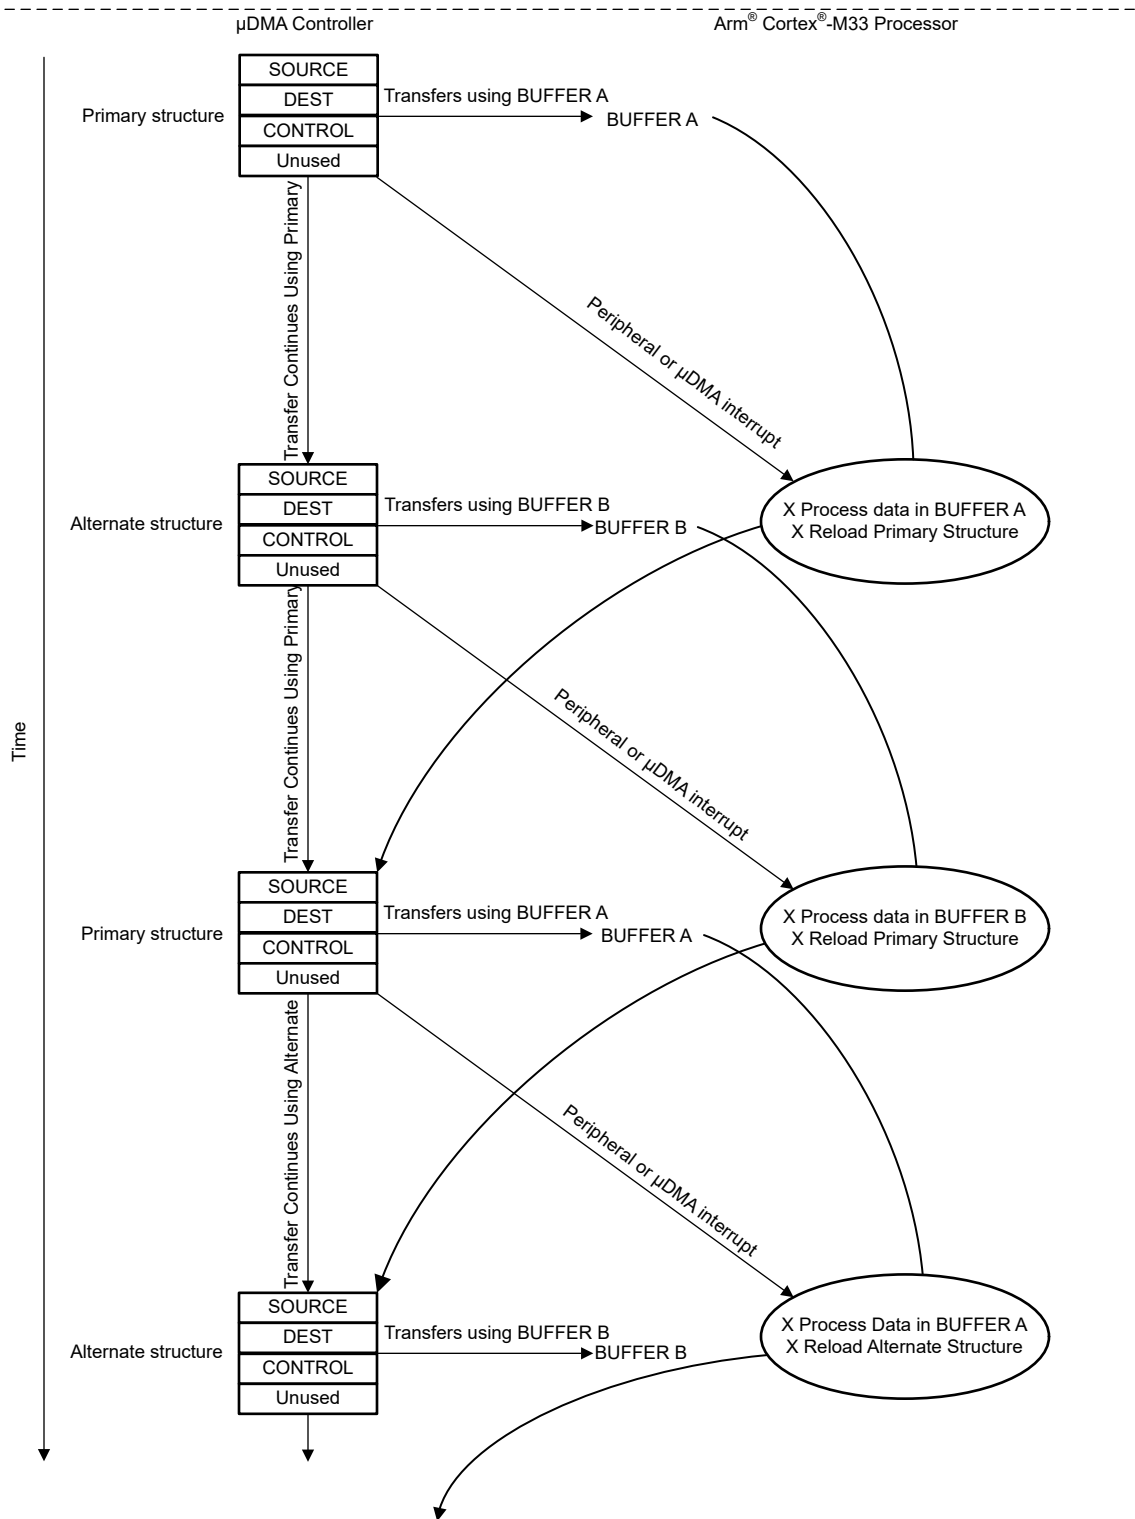 µDMA Controller
Arm® Cortex®-M33 Processor
Time
Primary structure
SOURCE
DEST
CONTROL
Unused
Transfers using BUFFER A
BUFFER A
Transfer Continues Using Primary
Peripheral or µDMA interrupt
Alternate structure
SOURCE
DEST
CONTROL
Unused
Transfers using BUFFER B
BUFFER B
X Process data in BUFFER A
X Reload Primary Structure
Transfer Continues Using Primary
Peripheral or µDMA interrupt
Primary structure
SOURCE
DEST
CONTROL
Unused
Transfers using BUFFER A
BUFFER A
X Process data in BUFFER B
X Reload Primary Structure
Transfer Continues Using Alternate
Peripheral or µDMA interrupt
Alternate structure
SOURCE
DEST
CONTROL
Unused
Transfers using BUFFER B
BUFFER B
X Process Data in BUFFER A
X Reload Alternate Structure